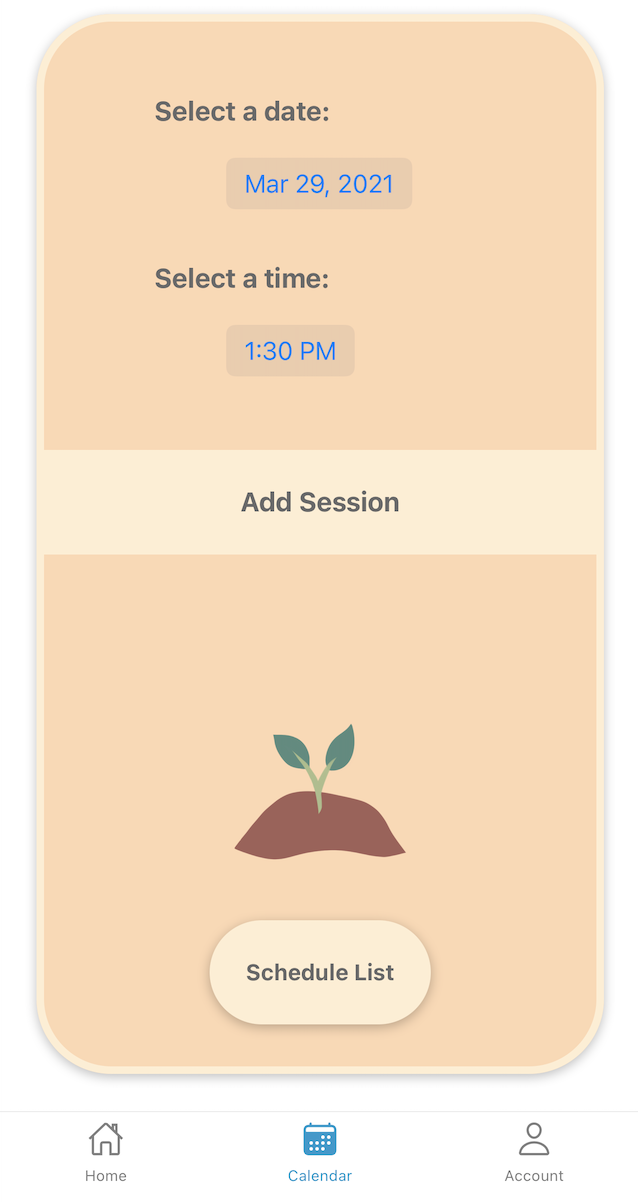 Select a date:
Mar 29, 2021
Select a time:
1:30 PM
Add Session
Schedule List
Home
Calendar
Account